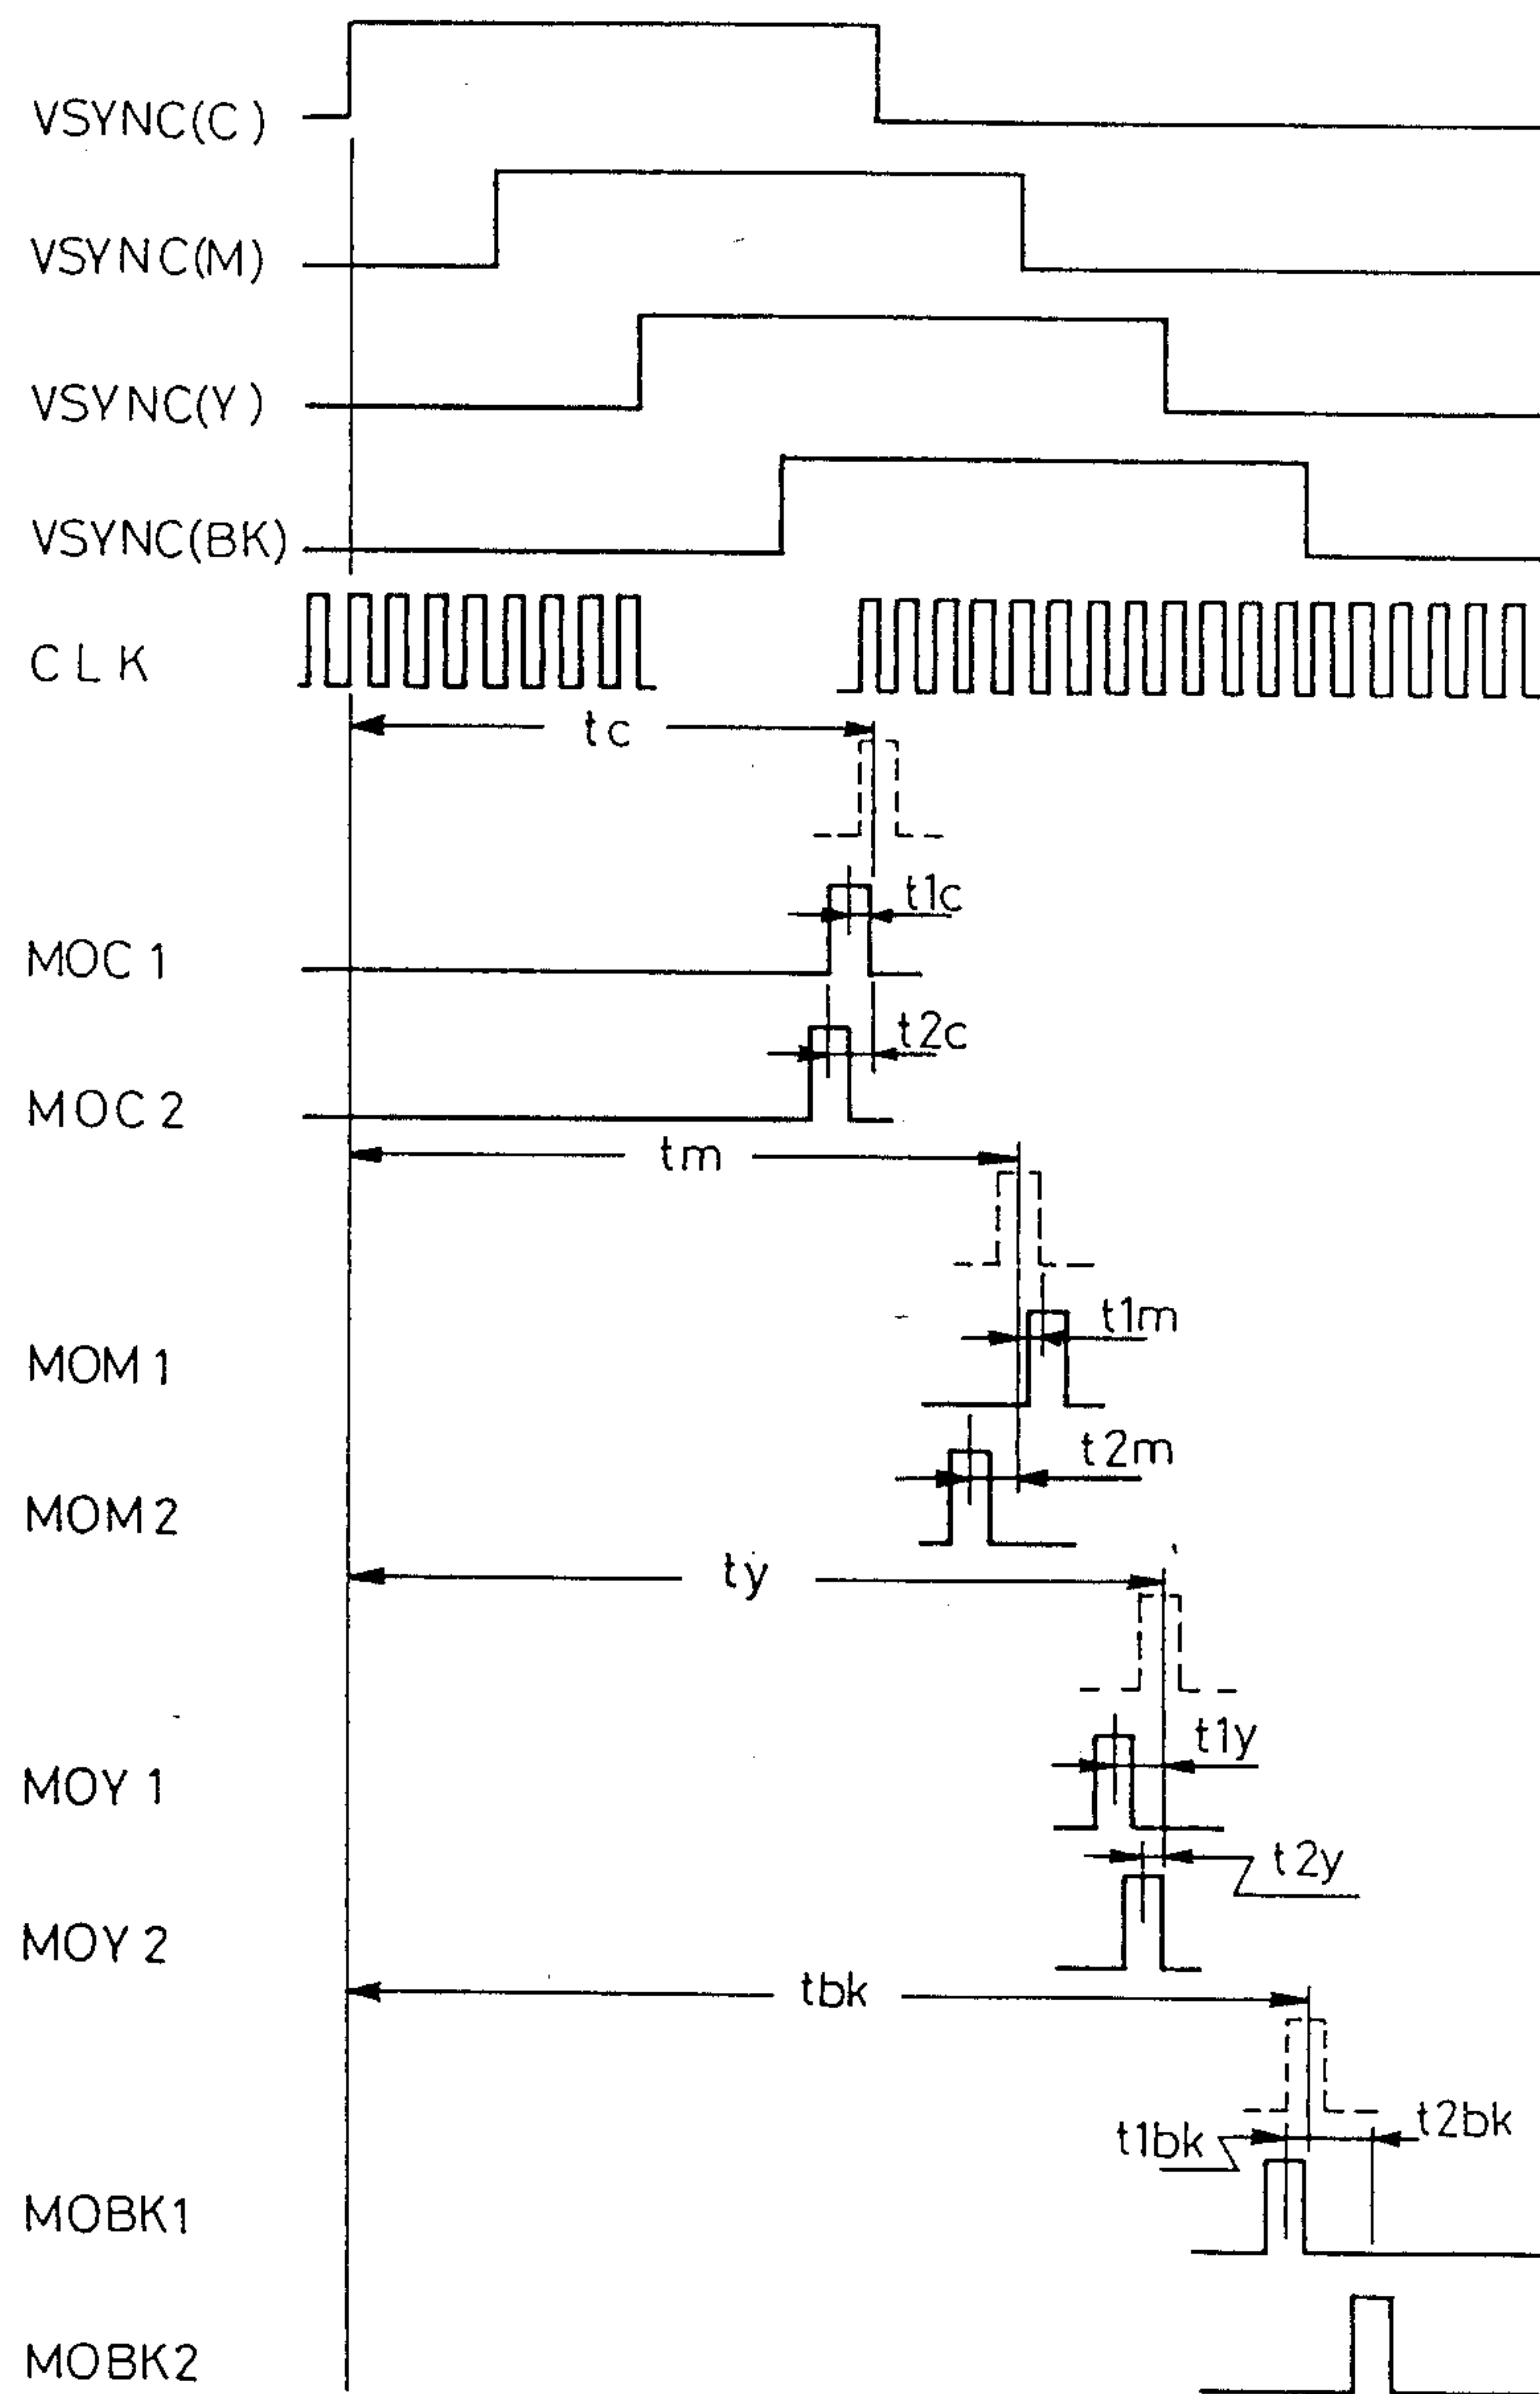 VSYNC(C)
VSYNC(M)
VSYNC(Y)
VSYNC(BK)
CLK
tc
t1c
MOC1
t2c
MOC2
tm
t1m
MOM1
t2m
MOM2
ty
t1y
MOY1
t2y
MOY2
tbk
t1bk
t2bk
MOBK1
MOBK2